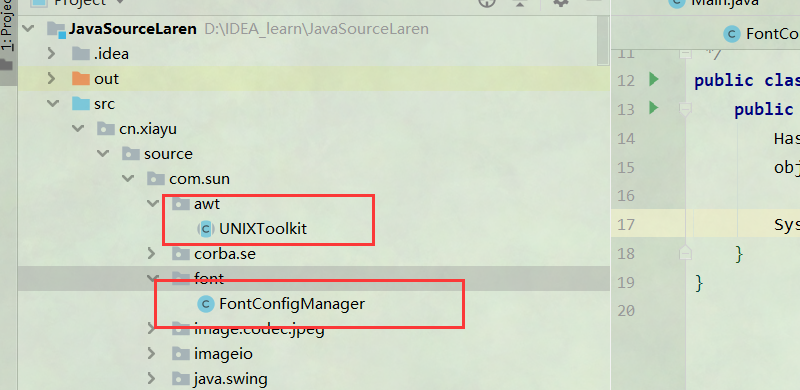 1: Project
Project
JavaSourceLaren D:\IDEA_learn\JavaSourceLaren
.idea
out
src
cn.xiayu
source
com.sun
awt
UNIXToolkit
corba.se
font
FontConfigManager
image.codec.jpeg
imageio
java.swing
Main.java
FontCo
11 */
12 public clas
13 public
14 Has
15 obj
16
17 Sys
18 }
19 }
20